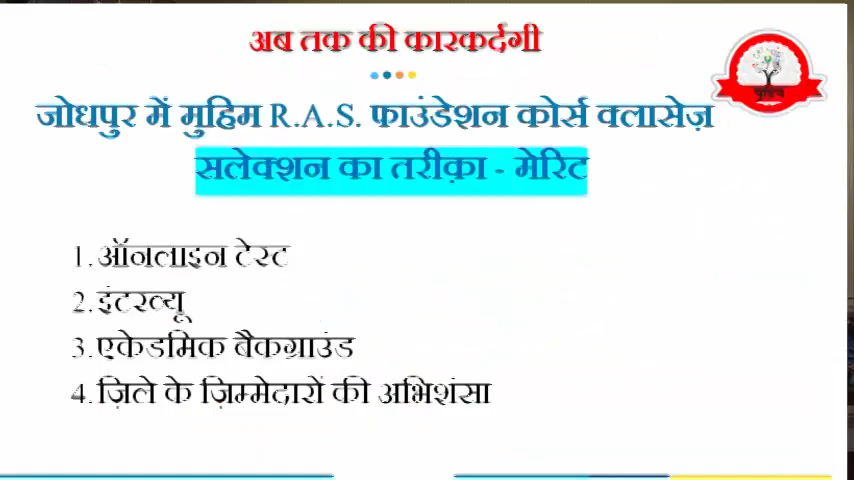 अब तक की कारकर्दगी
जोधपुर में मुहिम R.A.S. फाउंडेशन कोर्स क्लासेज़
सलेक्शन का तरीक़ा - मेरिट
1. ऑनलाइन टेस्ट
2. इंटरव्यू
3. एकेडमिक बैकग्राउंड
4. ज़िले के ज़िम्मेदारों की अभिशंसा
मुहिम